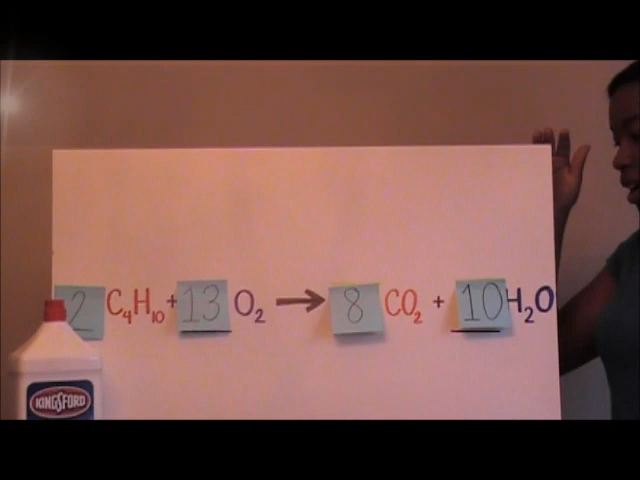 2 C₄H₁₀ + 13 O₂ → 8 CO₂ + 10 H₂O
KINGSFORD